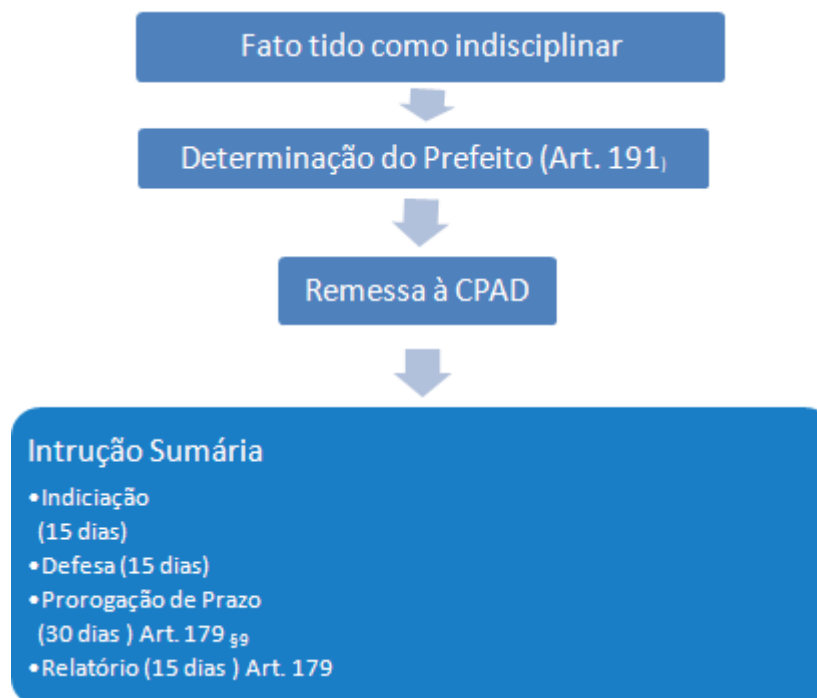 Fato tido como indisciplinar
Determinação do Prefeito (Art. 191)
Remessa à CPAD
Intrução Sumária
•Indiciação
(15 dias)
•Defesa (15 dias)
•Prorogação de Prazo
(30 dias ) Art. 179 §9
•Relatório (15 dias ) Art. 179